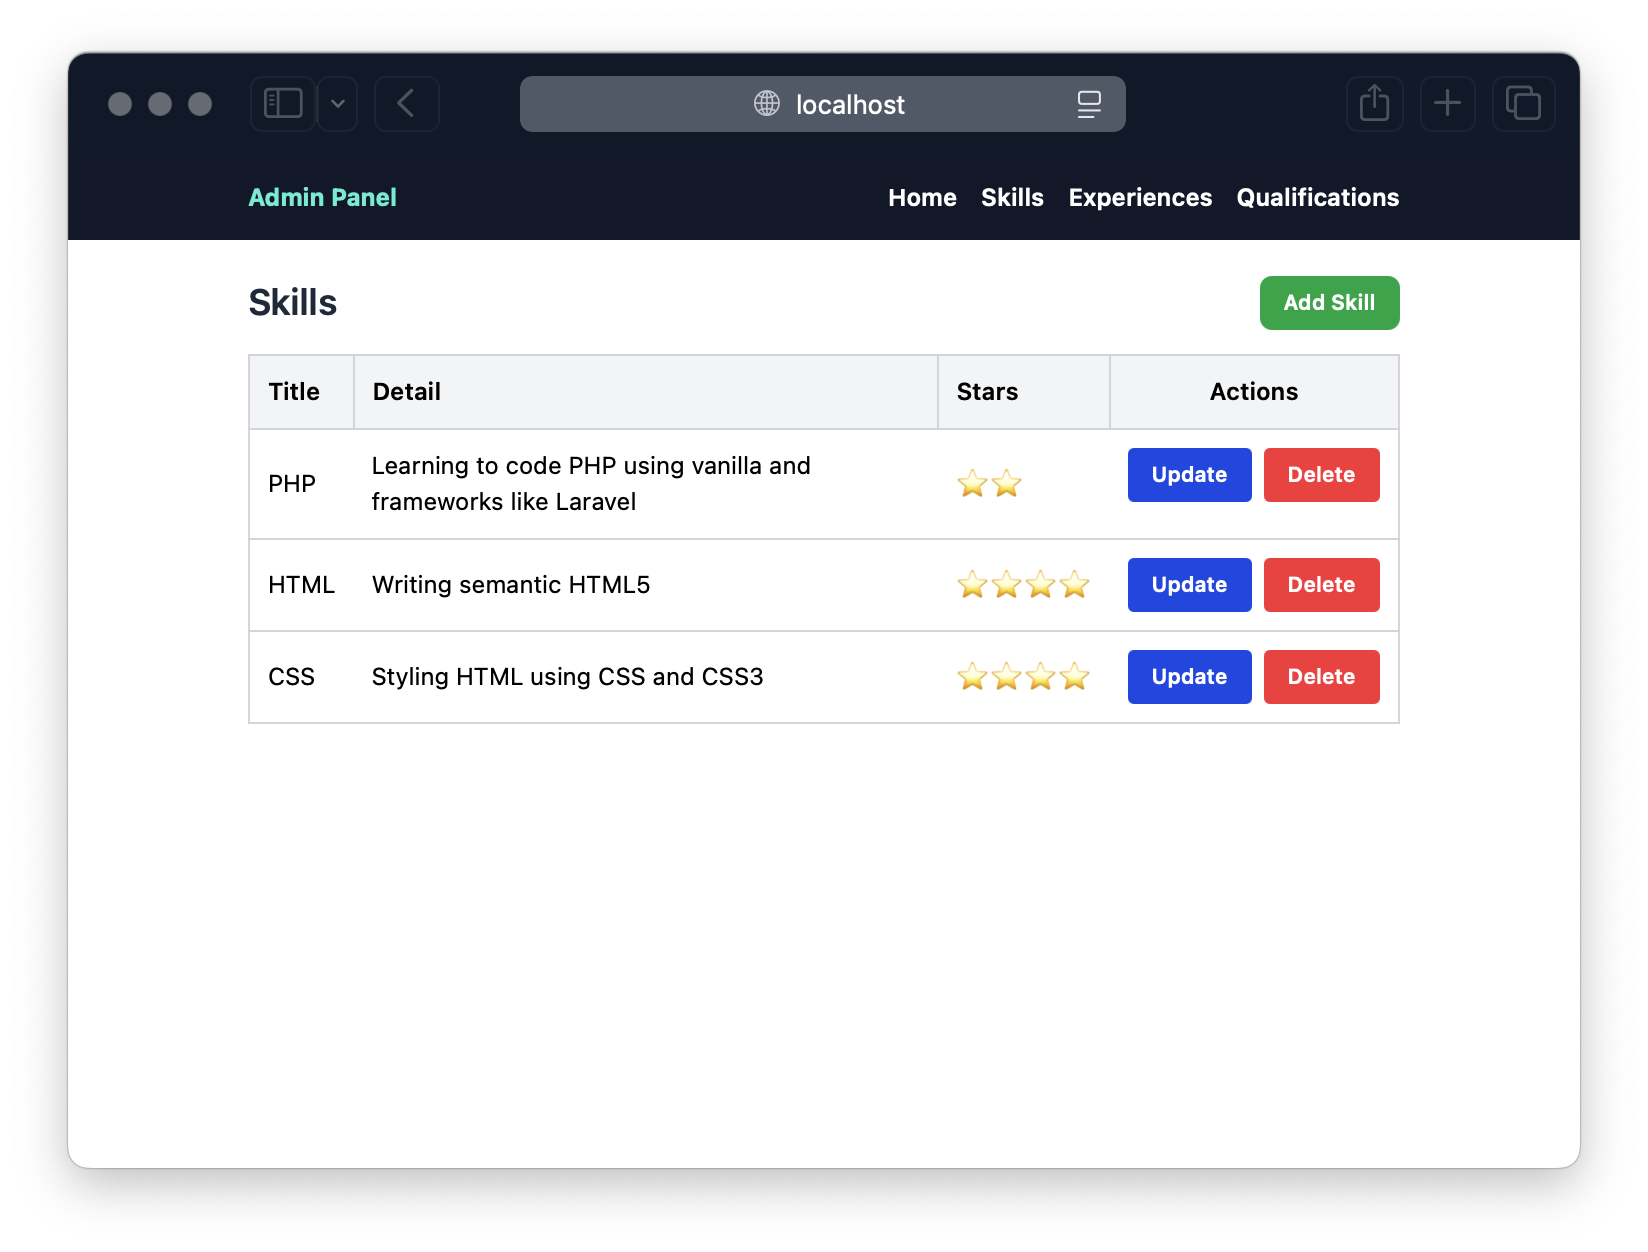 localhost
Admin Panel Home Skills Experiences Qualifications
Skills Add Skill
Title Detail Stars Actions
PHP Learning to code PHP using vanilla and
frameworks like Laravel ⭐⭐ Update Delete
HTML Writing semantic HTML5 ⭐⭐⭐⭐ Update Delete
CSS Styling HTML using CSS and CSS3 ⭐⭐⭐⭐ Update Delete